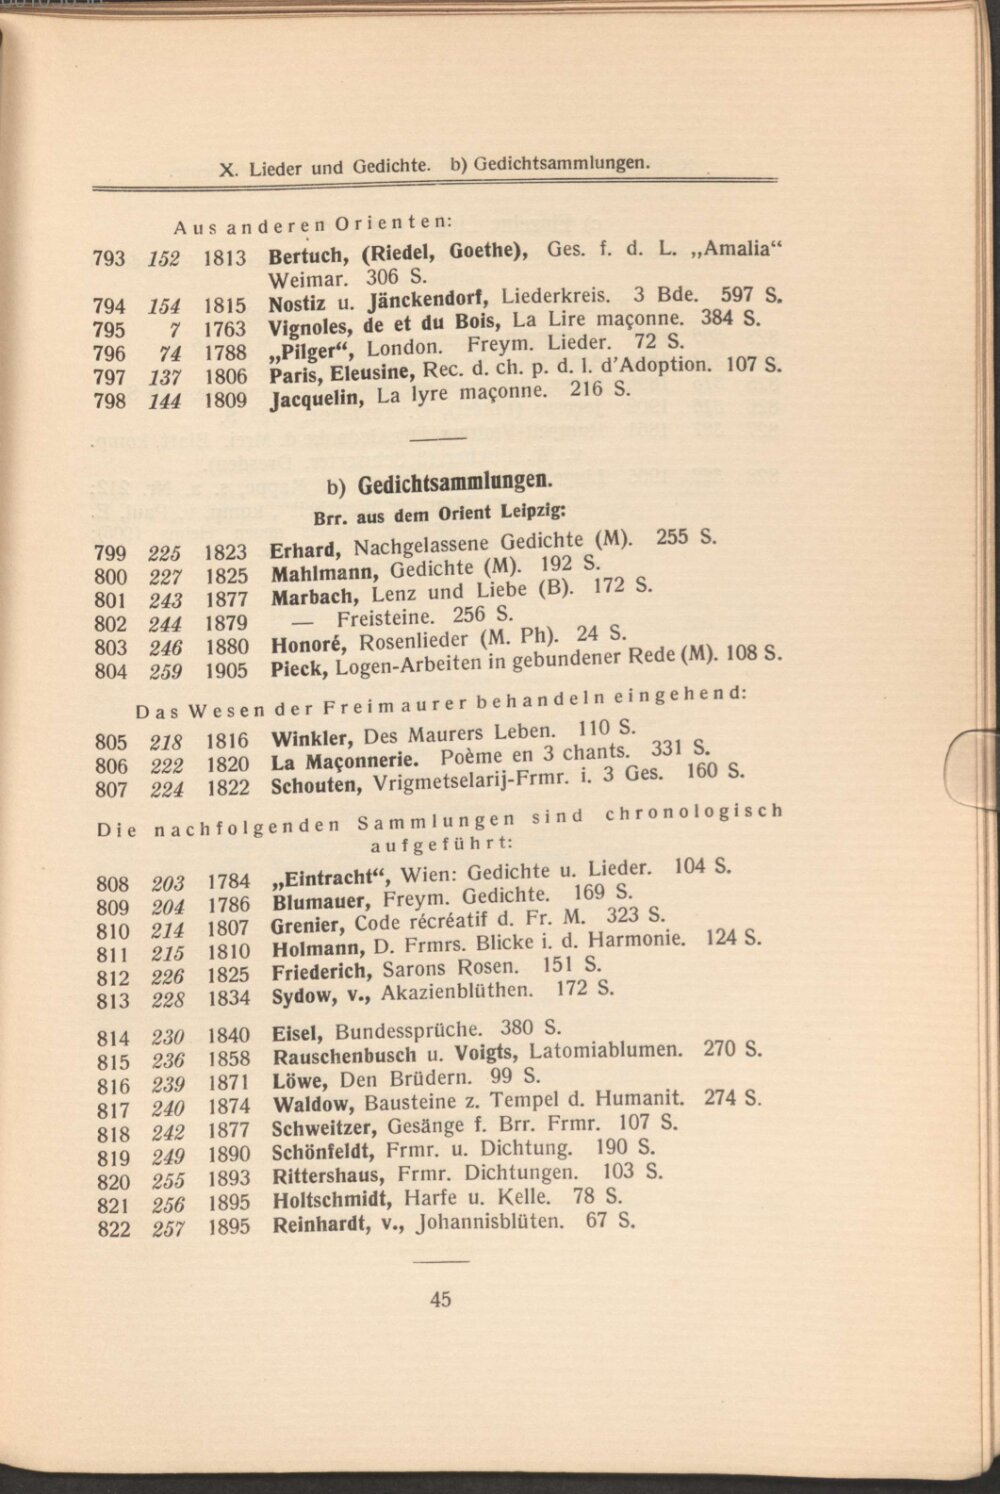 X. Lieder und Gedichte. b) Gedichtsammlungen.
Aus anderen Orienten:
793 152 1813 Bertuch, (Riedel, Goethe), Ges. f. d. L. „Amalia“
Weimar. 306 S.
794 154 1815 Nostiz u. Jänckendorf, Liederkreis. 3 Bde. 597 S.
795 7 1763 Vignoles, de et du Bois, La Lire maçonne. 384 S.
796 74 1788 „Pilger“, London. Freym. Lieder. 72 S.
797 137 1806 Paris, Eleusine, Rec. d. ch. p. d. l. d'Adoption. 107 S.
798 144 1809 Jacquelin, La lyre maçonne. 216 S.
b) Gedichtsammlungen.
Brr. aus dem Orient Leipzig:
799 225 1823 Erhard, Nachgelassene Gedichte (M). 255 S.
800 227 1825 Mahlmann, Gedichte (M). 192 S.
801 243 1877 Marbach, Lenz und Liebe (B). 172 S.
802 244 1879 — Freisteine. 256 S.
803 246 1880 Honoré, Rosenlieder (M. Ph). 24 S.
804 259 1905 Pieck, Logen-Arbeiten in gebundener Rede (M). 108 S.
Das Wesen der Freimaurer behandeln eingehend:
805 218 1816 Winkler, Des Maurers Leben. 110 S.
806 222 1820 La Maçonnerie. Poème en 3 chants. 331 S.
807 224 1822 Schouten, Vrigmetselarij-Frmr. i. 3 Ges. 160 S.
Die nachfolgenden Sammlungen sind chronologisch
aufgeführt:
808 203 1784 „Eintracht“, Wien: Gedichte u. Lieder. 104 S.
809 204 1786 Blumauer, Freym. Gedichte. 169 S.
810 214 1807 Grenier, Code récréatif d. Fr. M. 323 S.
811 215 1810 Holmann, D. Frmrs. Blicke i. d. Harmonie. 124 S.
812 226 1825 Friederich, Sarons Rosen. 151 S.
813 228 1834 Sydow, v., Akazienblüthen. 172 S.
814 230 1840 Eisel, Bundessprüche. 380 S.
815 236 1858 Rauschenbusch u. Voigts, Latomiablumen. 270 S.
816 239 1871 Löwe, Den Brüdern. 99 S.
817 240 1874 Waldow, Bausteine z. Tempel d. Humanit. 274 S.
818 242 1877 Schweitzer, Gesänge f. Brr. Frmr. 107 S.
819 249 1890 Schönfeldt, Frmr. u. Dichtung. 190 S.
820 255 1893 Rittershaus, Frmr. Dichtungen. 103 S.
821 256 1895 Holtschmidt, Harfe u. Kelle. 78 S.
822 257 1895 Reinhardt, v., Johannisblüten. 67 S.
45